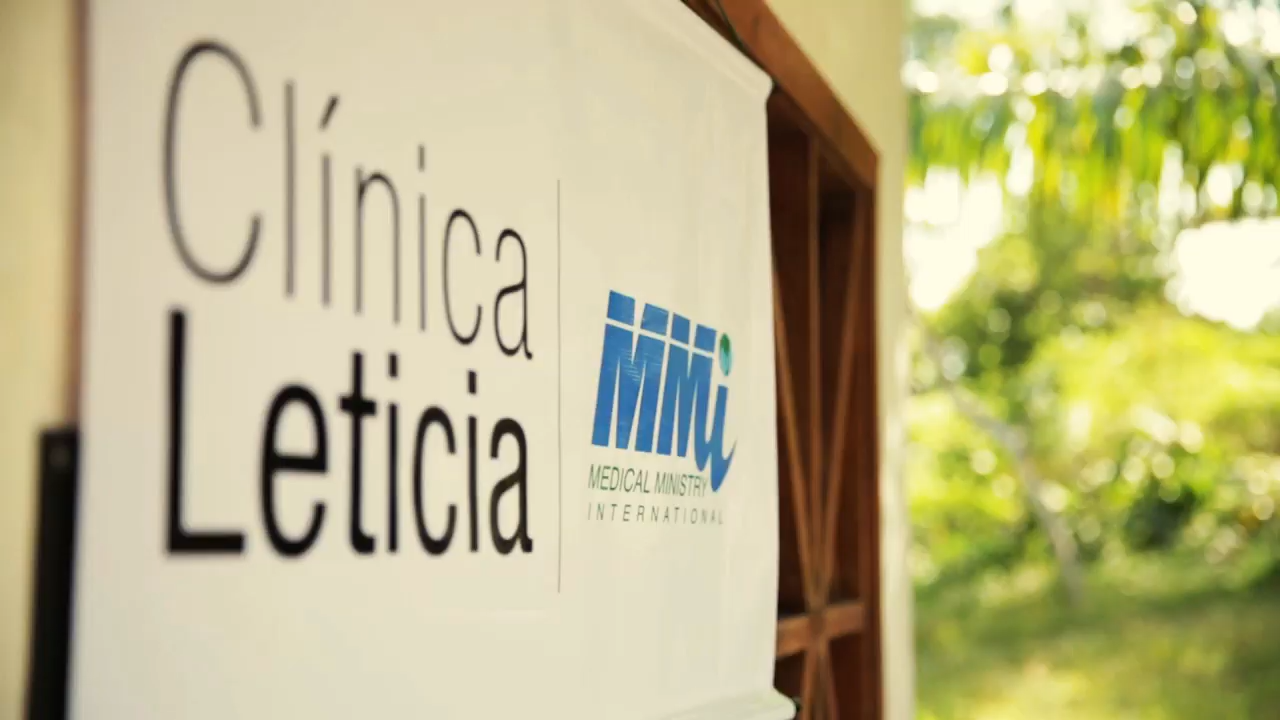 Clínica
Leticia
MMi
MEDICAL MINISTRY
INTERNATIONAL